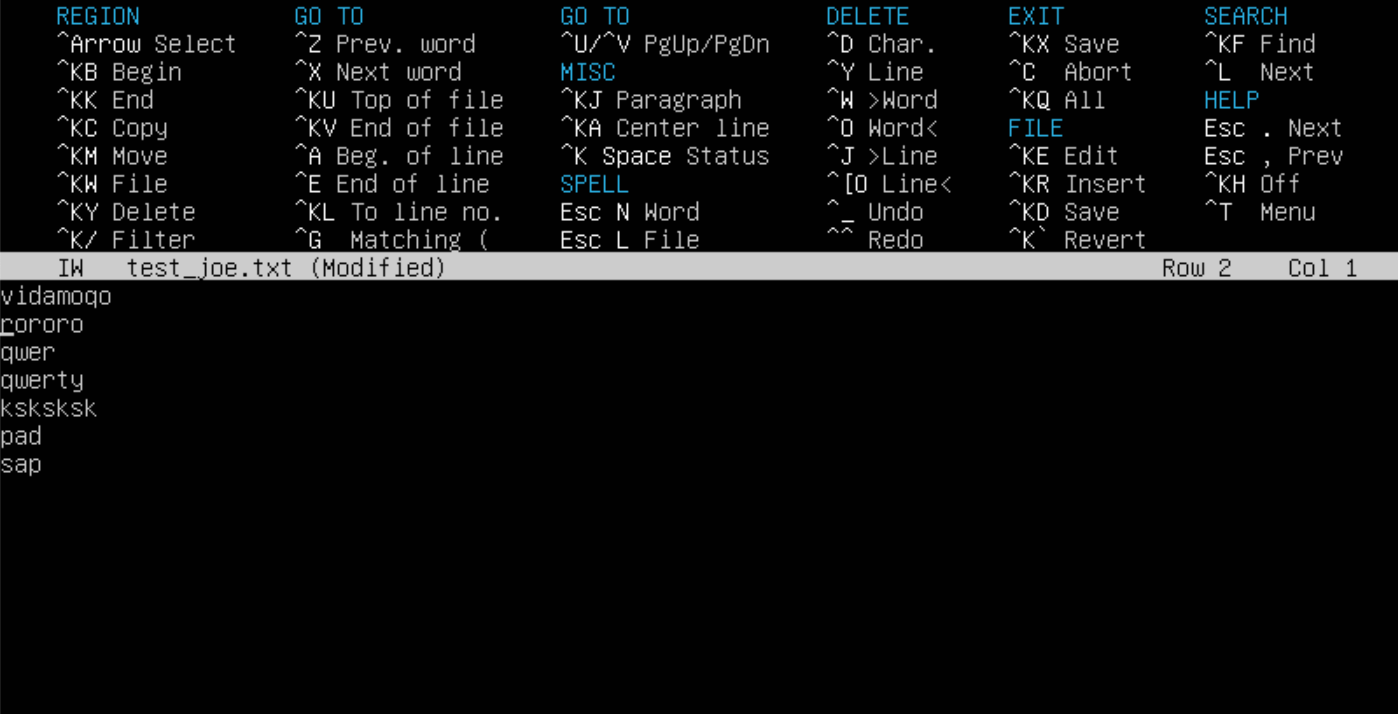 REGION GO TO GO TO DELETE EXIT SEARCH
^Arrow Select ^Z Prev. word ^U/^V PgUp/PgDn ^D Char. ^KX Save ^KF Find
^KB Begin ^X Next word MISC ^Y Line ^C Abort ^L Next
^KK End ^KU Top of file ^KJ Paragraph ^W >Word ^KQ All HELP
^KC Copy ^KV End of file ^KA Center line ^O Word< FILE Esc . Next
^KM Move ^A Beg. of line ^K Space Status ^J >Line ^KE Edit Esc , Prev
^KW File ^E End of line SPELL ^[O Line< ^KR Insert ^KH Off
^KY Delete ^KL To line no. Esc N Word ^_ Undo ^KD Save ^T Menu
^K/ Filter ^G Matching ( Esc L File ^^ Redo ^K` Revert
IW test_joe.txt (Modified) Row 2 Col 1
vidamoqo
rororo
qwer
qwerty
ksksksk
pad
sap